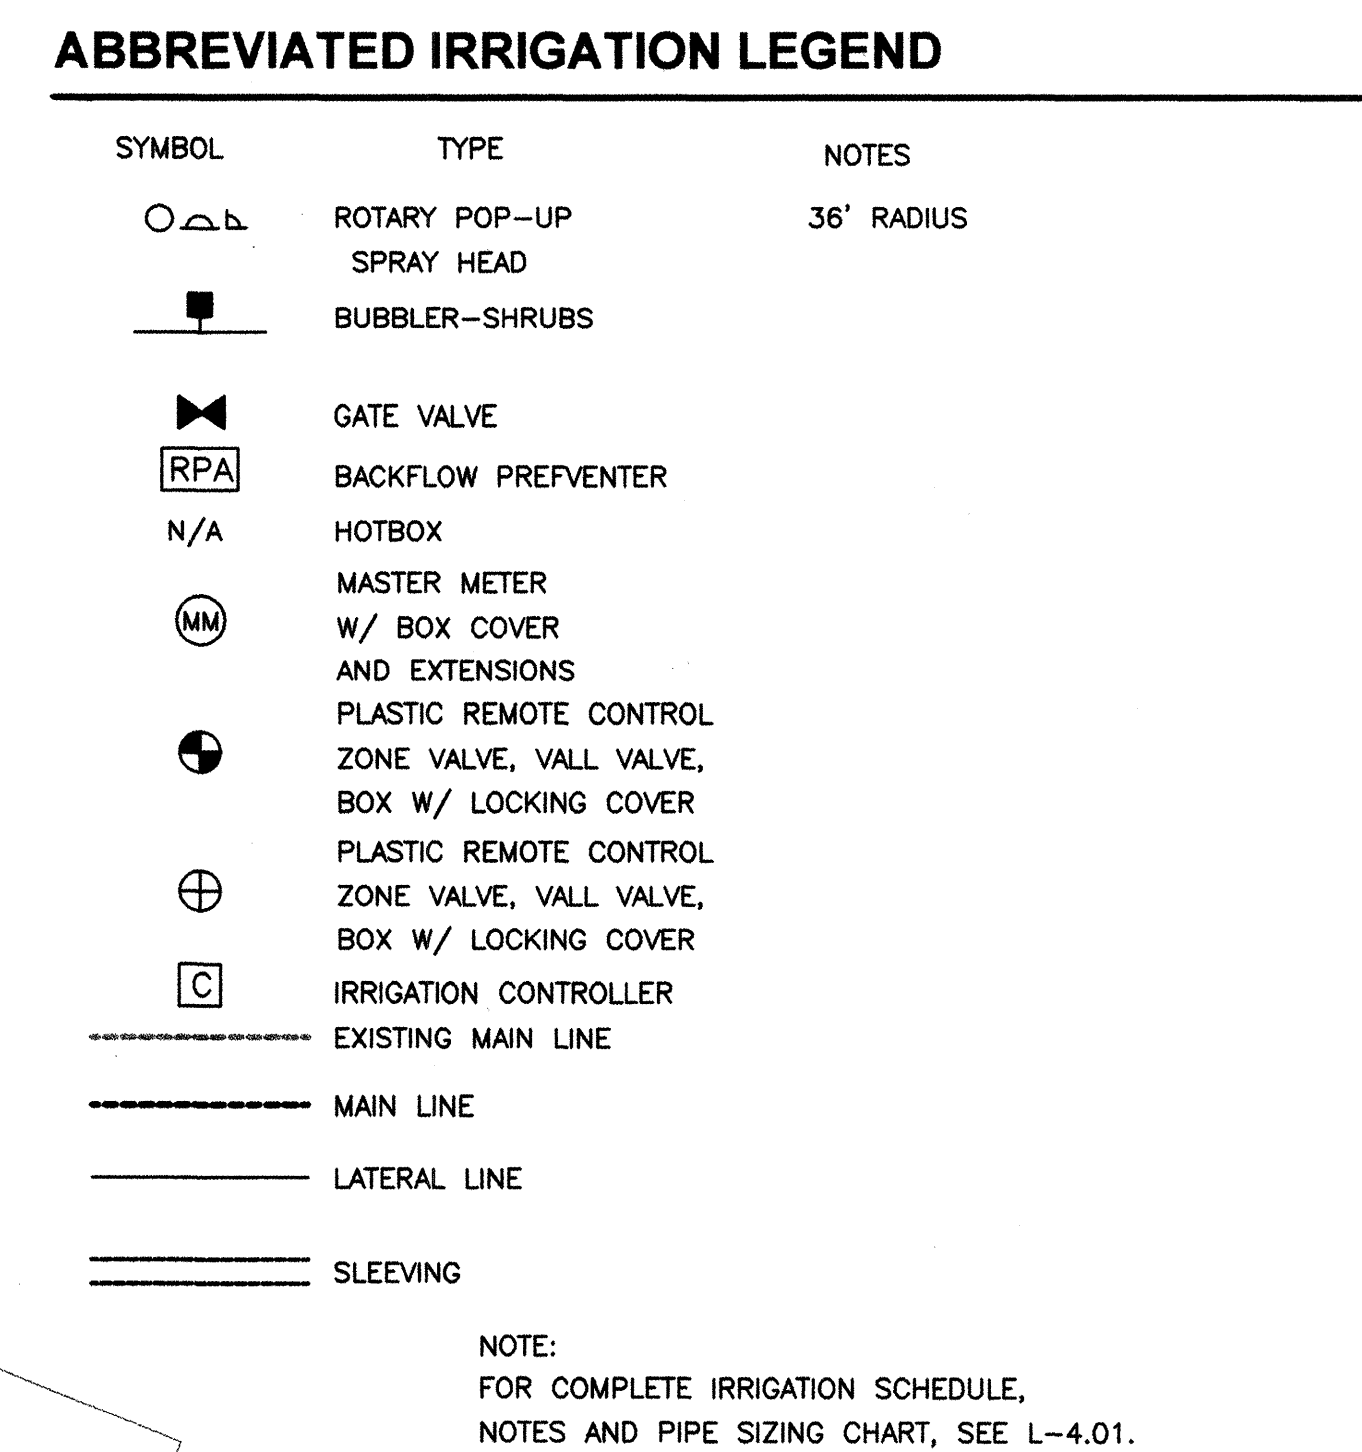 ABBREVIATED IRRIGATION LEGEND
SYMBOL TYPE NOTES
ROTARY POP-UP 36' RADIUS
SPRAY HEAD
BUBBLER-SHRUBS
GATE VALVE
RPA BACKFLOW PREFVENTER
N/A HOTBOX
MASTER METER
MM W/ BOX COVER
AND EXTENSIONS
PLASTIC REMOTE CONTROL
ZONE VALVE, VALL VALVE,
BOX W/ LOCKING COVER
PLASTIC REMOTE CONTROL
ZONE VALVE, VALL VALVE,
BOX W/ LOCKING COVER
C IRRIGATION CONTROLLER
EXISTING MAIN LINE
MAIN LINE
LATERAL LINE
SLEEVING
NOTE:
FOR COMPLETE IRRIGATION SCHEDULE,
NOTES AND PIPE SIZING CHART, SEE L-4.01.